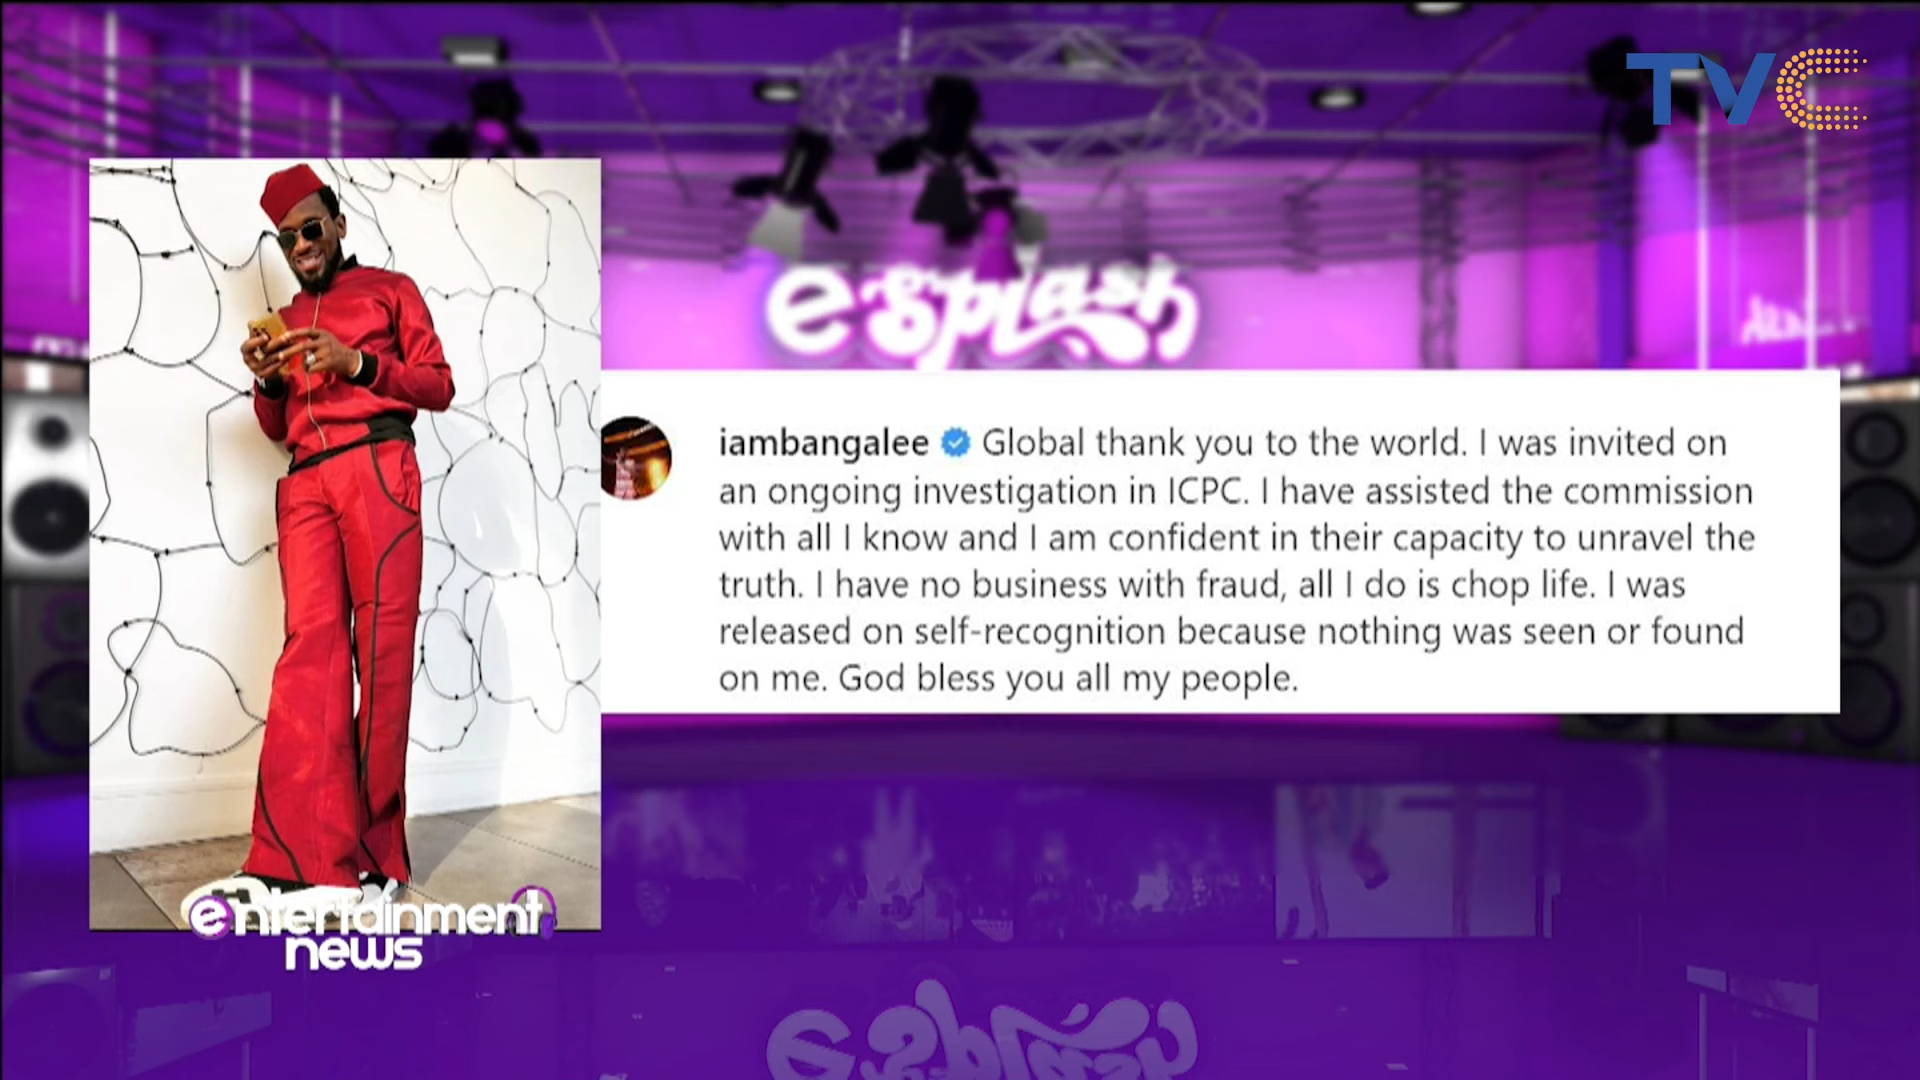 TVC
e-splash
iambangalee Global thank you to the world. I was invited on
an ongoing investigation in ICPC. I have assisted the commission
with all I know and I am confident in their capacity to unravel the
truth. I have no business with fraud, all I do is chop life. I was
released on self-recognition because nothing was seen or found
on me. God bless you all my people.
entertainment
news